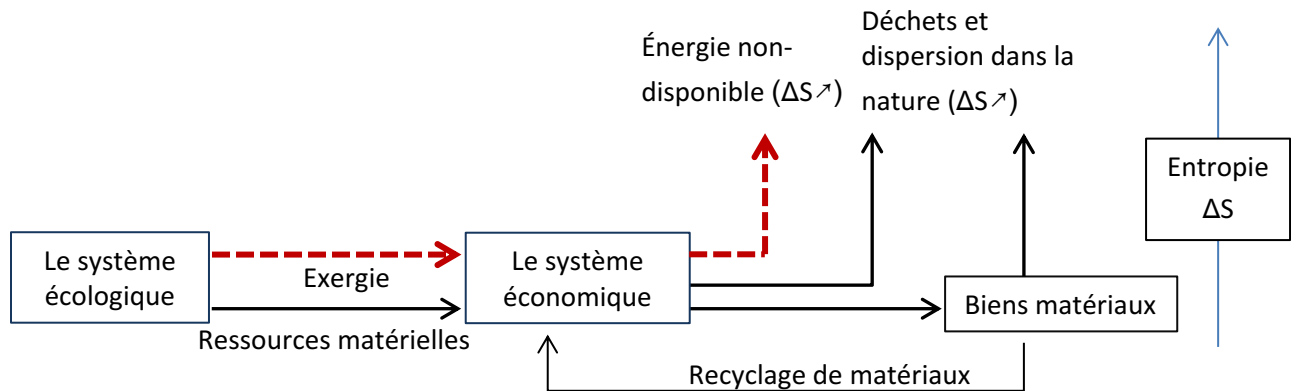 Énergie non-
disponible (ΔS↗)
Déchets et
dispersion dans la
nature (ΔS↗)
Entropie
ΔS
Le système
écologique
Exergie
Ressources matérielles
Le système
économique
Biens matériaux
Recyclage de matériaux